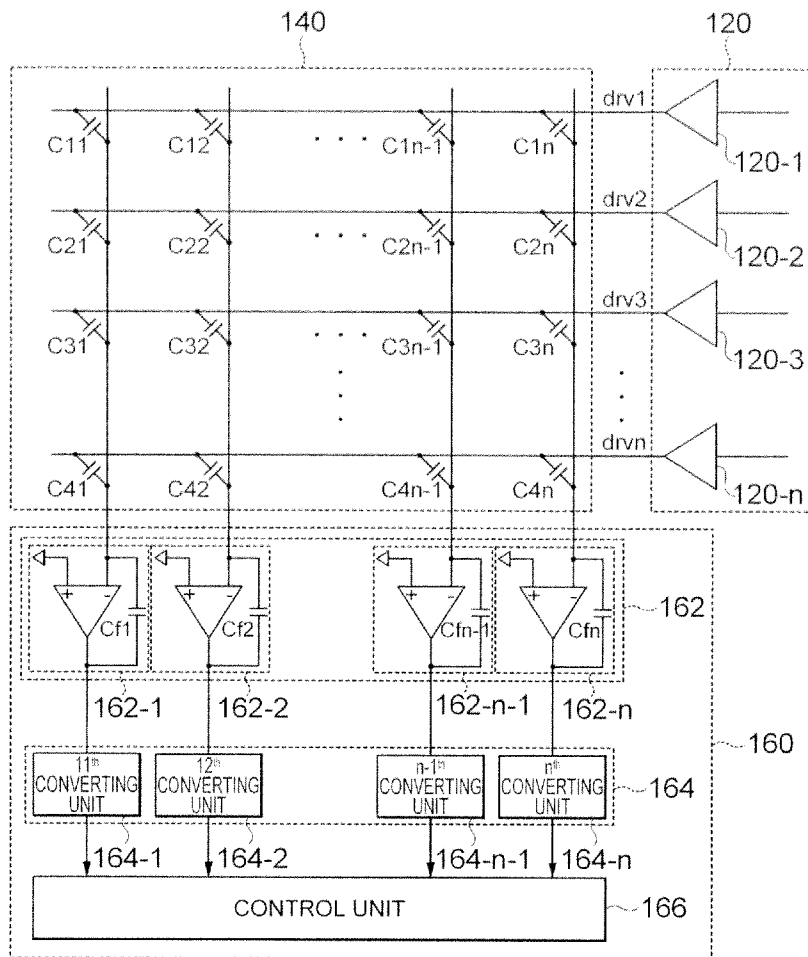 140
120
drv1
C11 C12 . . . C1n-1 C1n
120-1
drv2
C21 C22 . . . C2n-1 C2n
120-2
drv3
C31 C32 . . . C3n-1 C3n
120-3
drvn
C41 C42 C4n-1 C4n
120-n
+ - + - + - + -
Cf1 Cf2 Cfn-1 Cfn
162
162-1 162-2 162-n-1 162-n
160
11th CONVERTING UNIT
12th CONVERTING UNIT
n-1th CONVERTING UNIT
nth CONVERTING UNIT
164
164-1 164-2 164-n-1 164-n
CONTROL UNIT
166